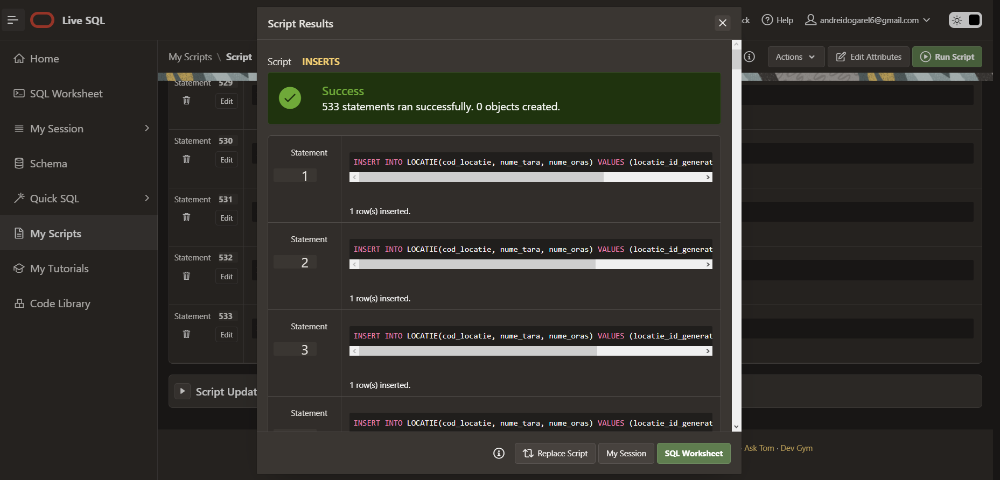 Live SQL
Home
SQL Worksheet
My Session
Schema
Quick SQL
My Scripts
My Tutorials
Code Library
My Scripts \ Script
Statement 529
Edit
Statement 530
Edit
Statement 531
Edit
Statement 532
Edit
Statement 533
Edit
Script Updat
Script Results
Script INSERTS
Success
533 statements ran successfully. 0 objects created.
Statement
1
INSERT INTO LOCATIE(cod_locatie, nume_tara, nume_oras) VALUES (locatie_id_generat
1 row(s) inserted.
Statement
2
INSERT INTO LOCATIE(cod_locatie, nume_tara, nume_oras) VALUES (locatie_id_generat
1 row(s) inserted.
Statement
3
INSERT INTO LOCATIE(cod_locatie, nume_tara, nume_oras) VALUES (locatie_id_generat
1 row(s) inserted.
Statement
INSERT INTO LOCATIE(cod_locatie, nume_tara, nume_oras) VALUES (locatie_id_generat
Replace Script My Session SQL Worksheet
ck Help andreidogarel6@gmail.com
Actions Edit Attributes Run Script
· Ask Tom · Dev Gym